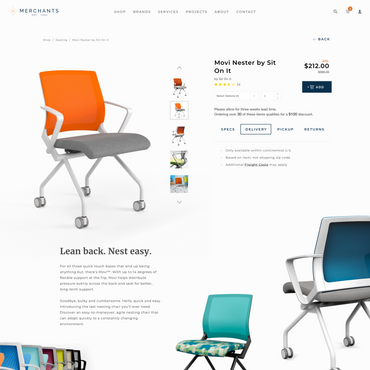 MERCHANTS
SHOP BRANDS SERVICES PROJECTS ABOUT CONTACT
BACK
Shop / Seating / Movi Nester by Sit On It
Movi Nester by Sit
On It
by Sit On It
$212.00
ADD
Please allow for three weeks lead time.
Ordering over 50 of these items qualifies for a $100 discount.
SPECS DELIVERY PICKUP RETURNS
Only available within continental U.S.
Based on item, not shipping zip code
Additional Freight Costs may apply
Lean back. Nest easy.
For all those quick touch bases that end up being
anything but, there's Movi™. With up to 14 degrees of
flexible support at the hip, Movi helps distribute
pressure evenly across the back and seat for better
long-term support.
Goodbye, bulky and cumbersome. Hello, quick and easy.
Introducing the last nesting chair you'll ever need.
Discover an easy-to-maneuver, agile nesting chair that
can adapt quickly to a constantly changing
environment.